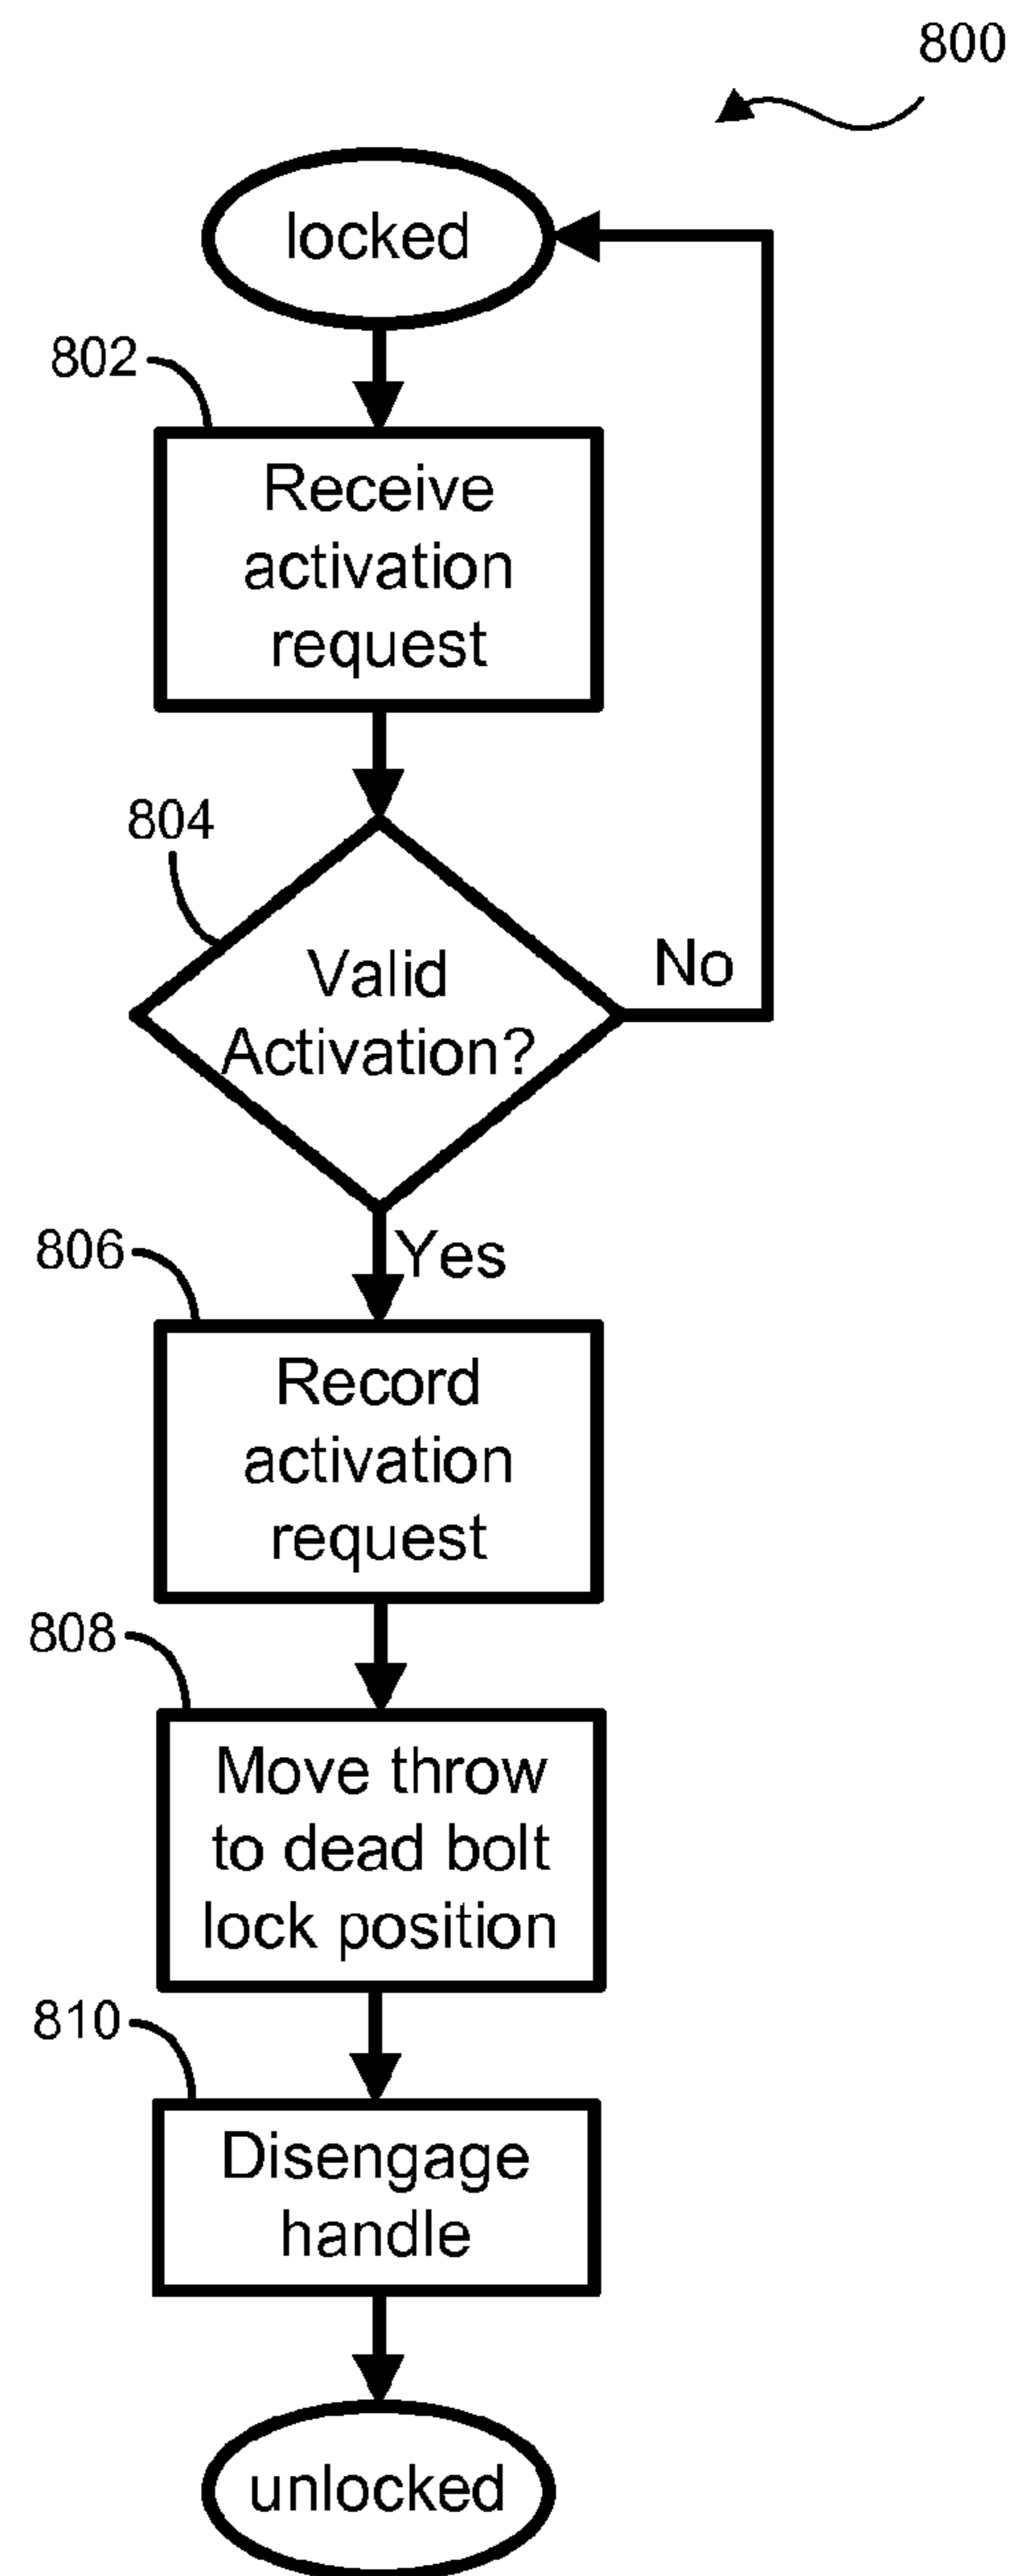 800
locked
802
Receive
activation
request
804
Valid
Activation?
No
Yes
806
Record
activation
request
808
Move throw
to dead bolt
lock position
810
Disengage
handle
unlocked